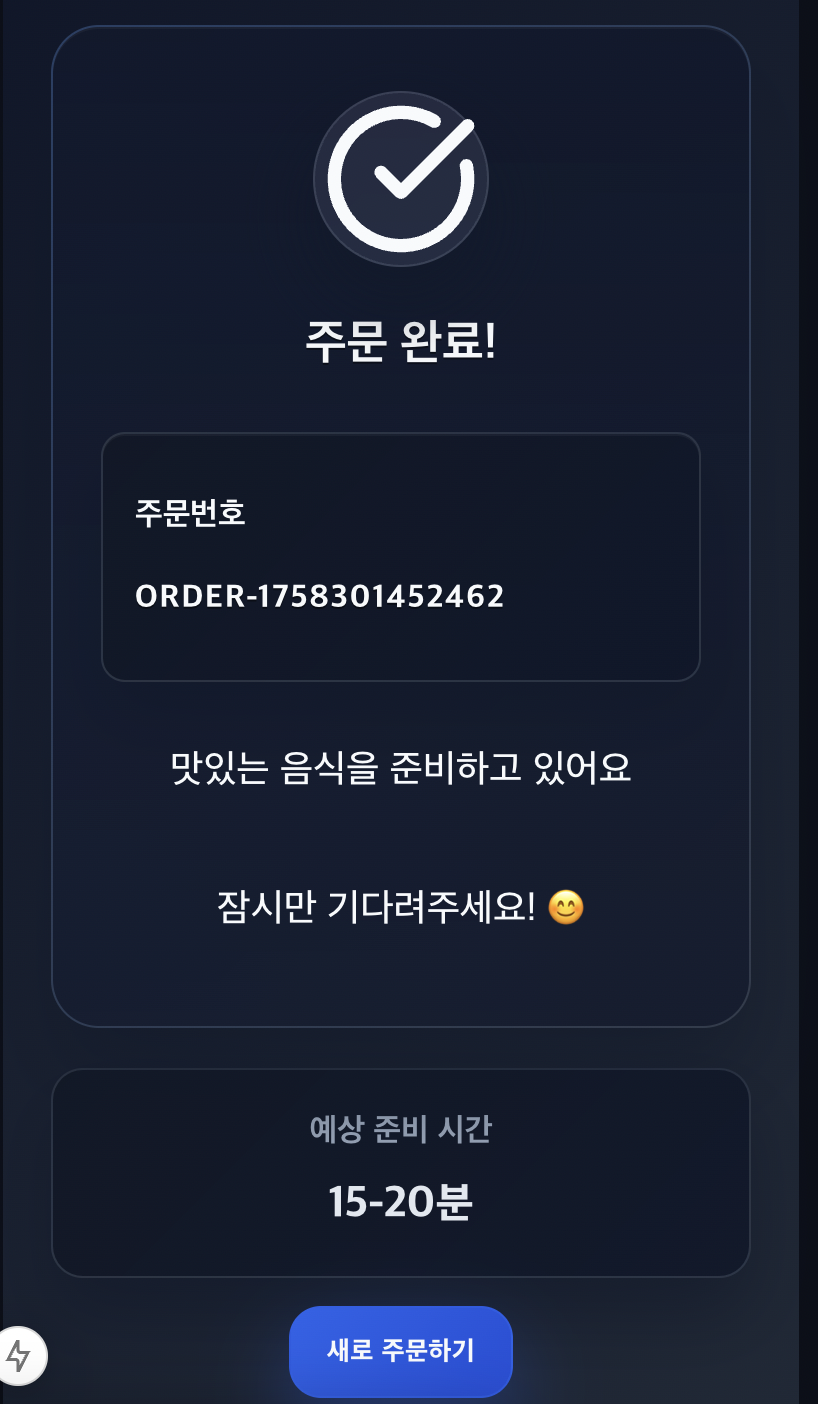 주문 완료!
주문번호
ORDER-1758301452462
맛있는 음식을 준비하고 있어요
잠시만 기다려주세요! 😊
예상 준비 시간
15-20분
새로 주문하기